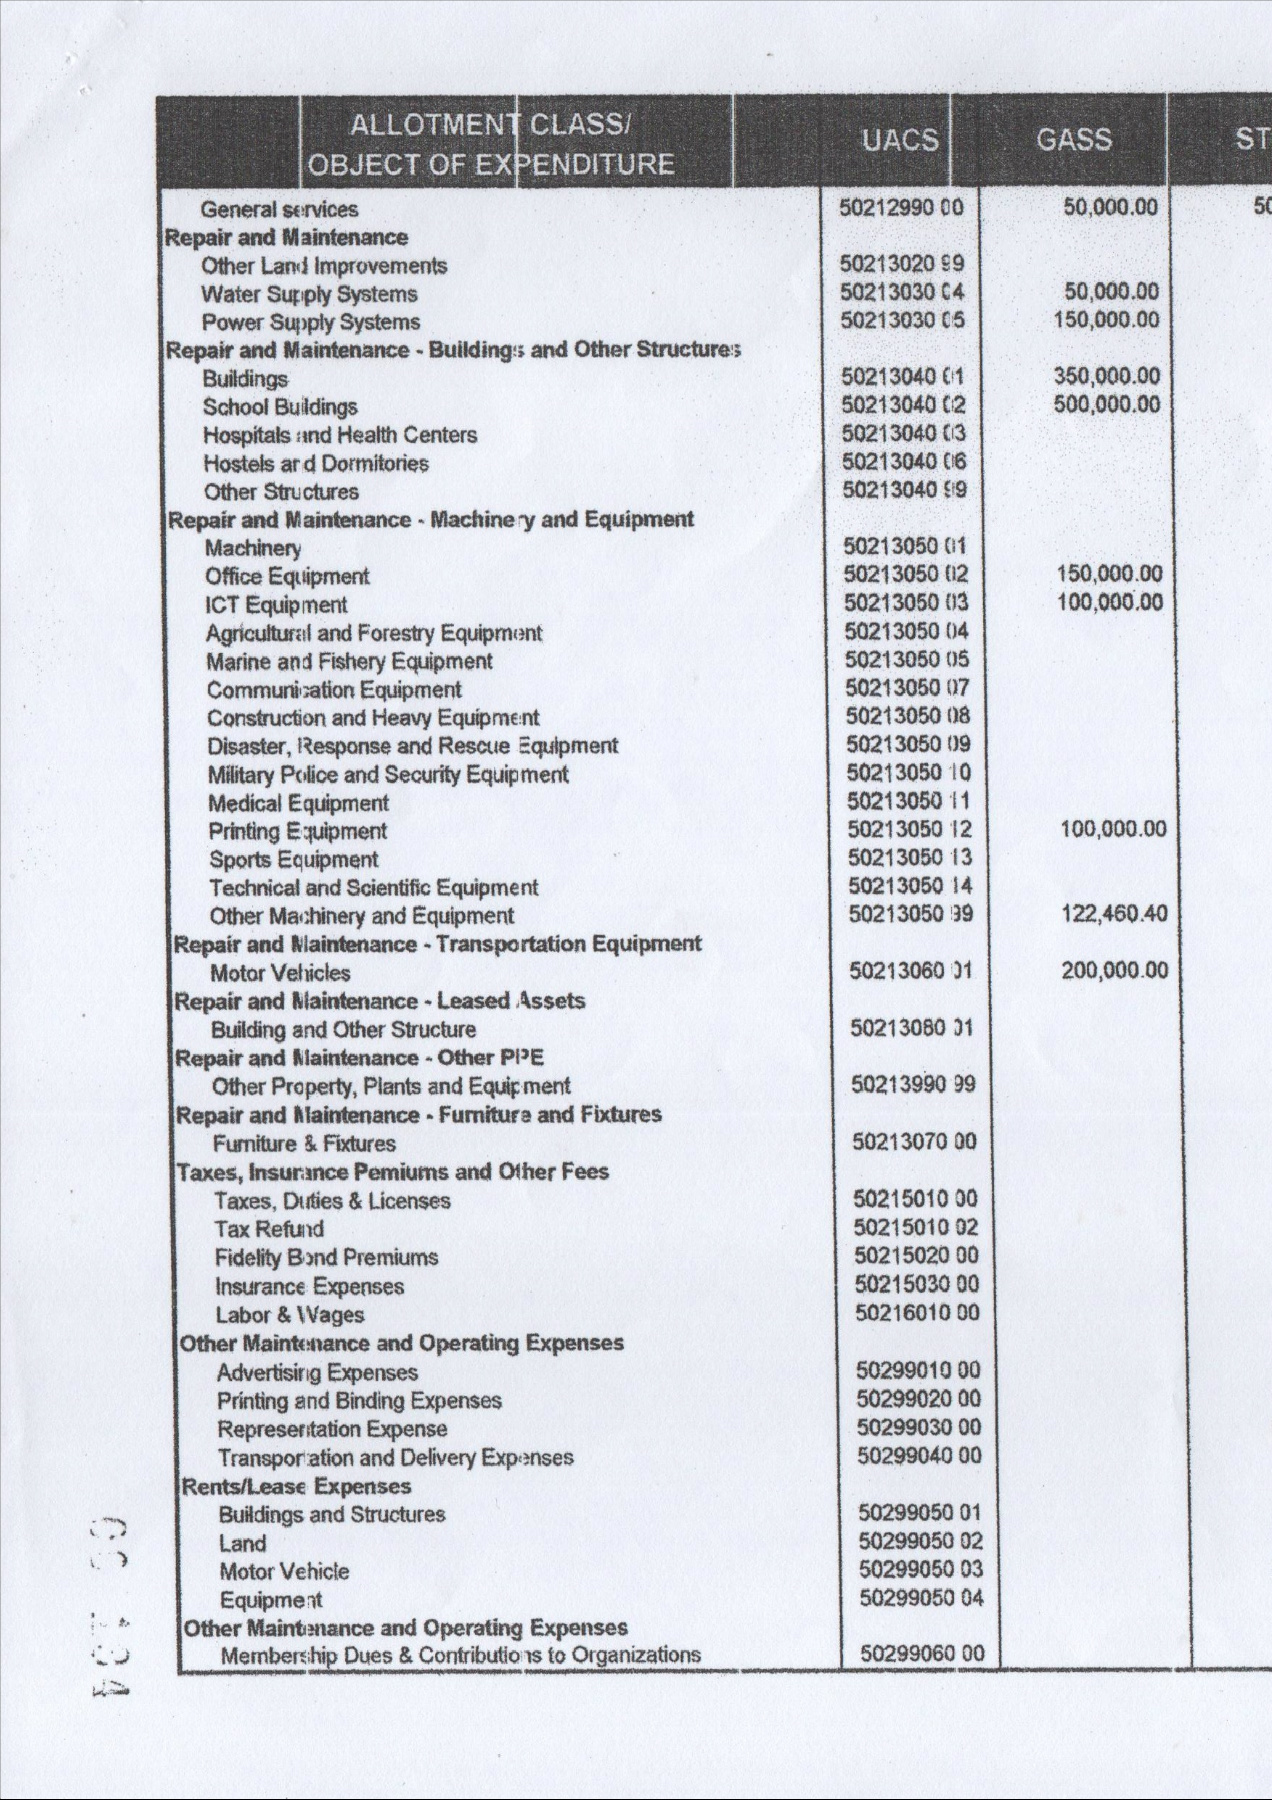 ALLOTMENT CLASS/
OBJECT OF EXPENDITURE UACS GASS ST
General services 50212990 00 50,000.00 50
Repair and Maintenance
Other Land Improvements 50213020 99
Water Supply Systems 50213030 04 50,000.00
Power Supply Systems 50213030 05 150,000.00
Repair and Maintenance - Buildings and Other Structures
Buildings 50213040 01 350,000.00
School Buildings 50213040 02 500,000.00
Hospitals and Health Centers 50213040 03
Hostels and Dormitories 50213040 06
Other Structures 50213040 99
Repair and Maintenance - Machinery and Equipment
Machinery 50213050 01
Office Equipment 50213050 02 150,000.00
ICT Equipment 50213050 03 100,000.00
Agricultural and Forestry Equipment 50213050 04
Marine and Fishery Equipment 50213050 05
Communication Equipment 50213050 07
Construction and Heavy Equipment 50213050 08
Disaster, Response and Rescue Equipment 50213050 09
Military Police and Security Equipment 50213050 10
Medical Equipment 50213050 11
Printing Equipment 50213050 12 100,000.00
Sports Equipment 50213050 13
Technical and Scientific Equipment 50213050 14
Other Machinery and Equipment 50213050 99 122,460.40
Repair and Maintenance - Transportation Equipment
Motor Vehicles 50213060 01 200,000.00
Repair and Maintenance - Leased Assets
Building and Other Structure 50213080 01
Repair and Maintenance - Other PPE
Other Property, Plants and Equipment 50213990 99
Repair and Maintenance - Furniture and Fixtures
Furniture & Fixtures 50213070 00
Taxes, Insurance Pemiums and Other Fees
Taxes, Duties & Licenses 50215010 00
Tax Refund 50215010 02
Fidelity Bond Premiums 50215020 00
Insurance Expenses 50215030 00
Labor & Wages 50216010 00
Other Maintenance and Operating Expenses
Advertising Expenses 50299010 00
Printing and Binding Expenses 50299020 00
Representation Expense 50299030 00
Transportation and Delivery Expenses 50299040 00
Rents/Lease Expenses
Buildings and Structures 50299050 01
Land 50299050 02
Motor Vehicle 50299050 03
Equipment 50299050 04
Other Maintenance and Operating Expenses
Membership Dues & Contributions to Organizations 50299060 00